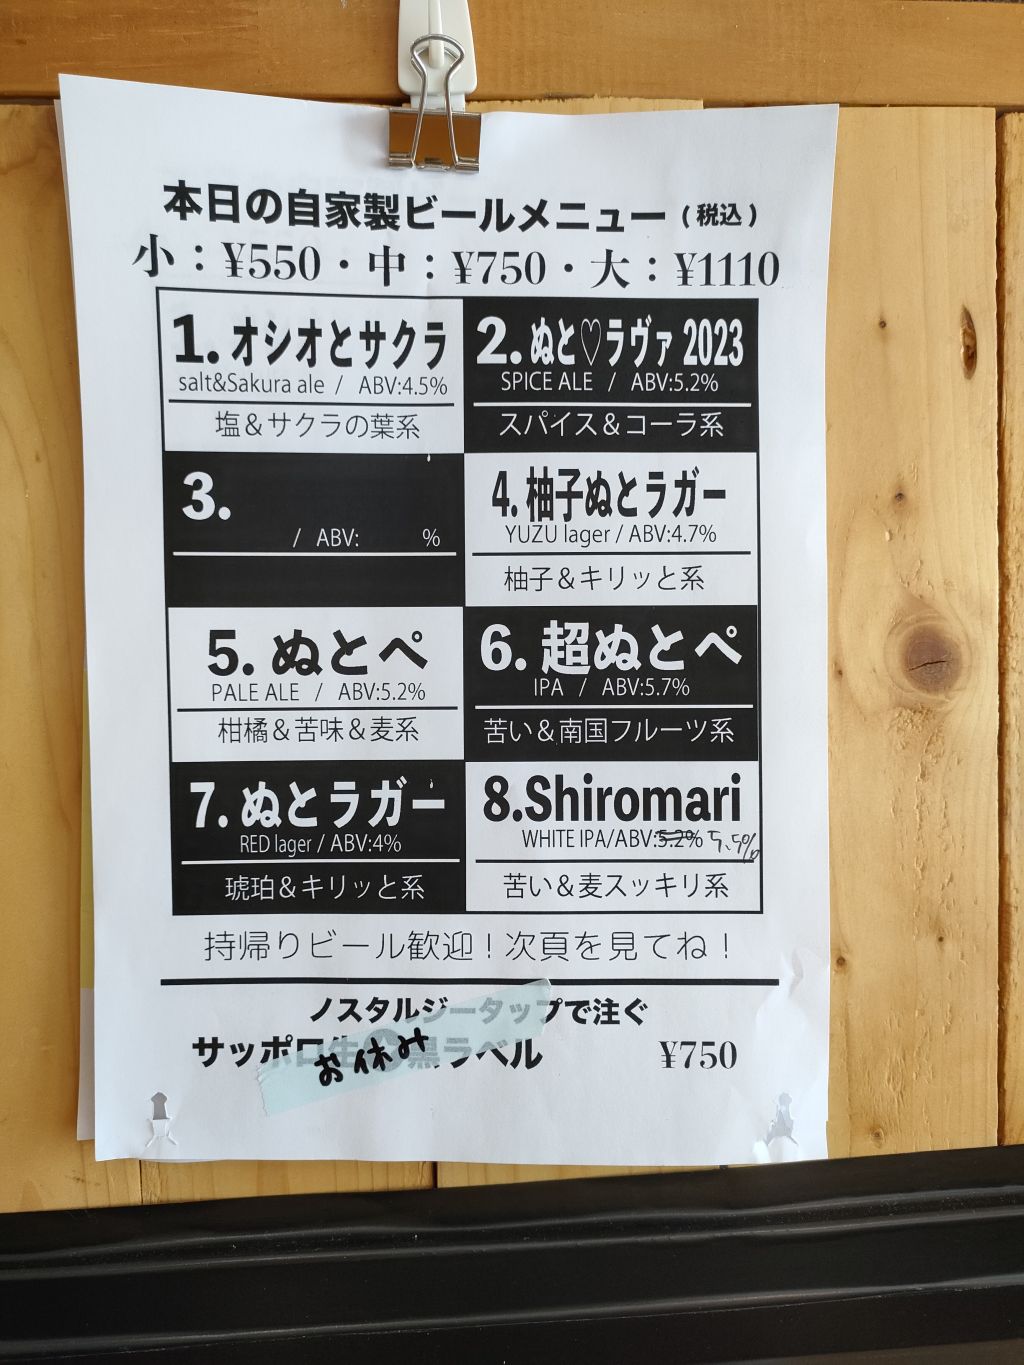 本日の自家製ビールメニュー(税込)
小:¥550・中:¥750・大:¥1110
1.オシオとサクラ
salt&Sakura ale / ABV:4.5%
塩&サクラの葉系
2.ぬと♡ラヴァ 2023
SPICE ALE / ABV:5.2%
スパイス&コーラ系
3.
/ ABV: %
4.柚子ぬとラガー
YUZU lager / ABV:4.7%
柚子&キリッと系
5.ぬとペ
PALE ALE / ABV:5.2%
柑橘&苦味&麦系
6.超ぬとペ
IPA / ABV:5.7%
苦い&南国フルーツ系
7.ぬとラガー
RED lager / ABV:4%
琥珀&キリッと系
8.Shiromari
WHITE IPA/ABV:5.2% 5.5%
苦い&麦スッキリ系
持帰りビール歓迎!次頁を見てね!
ノスタルジータップで注ぐ
サッポロ生 黒ラベル ¥750
お休み